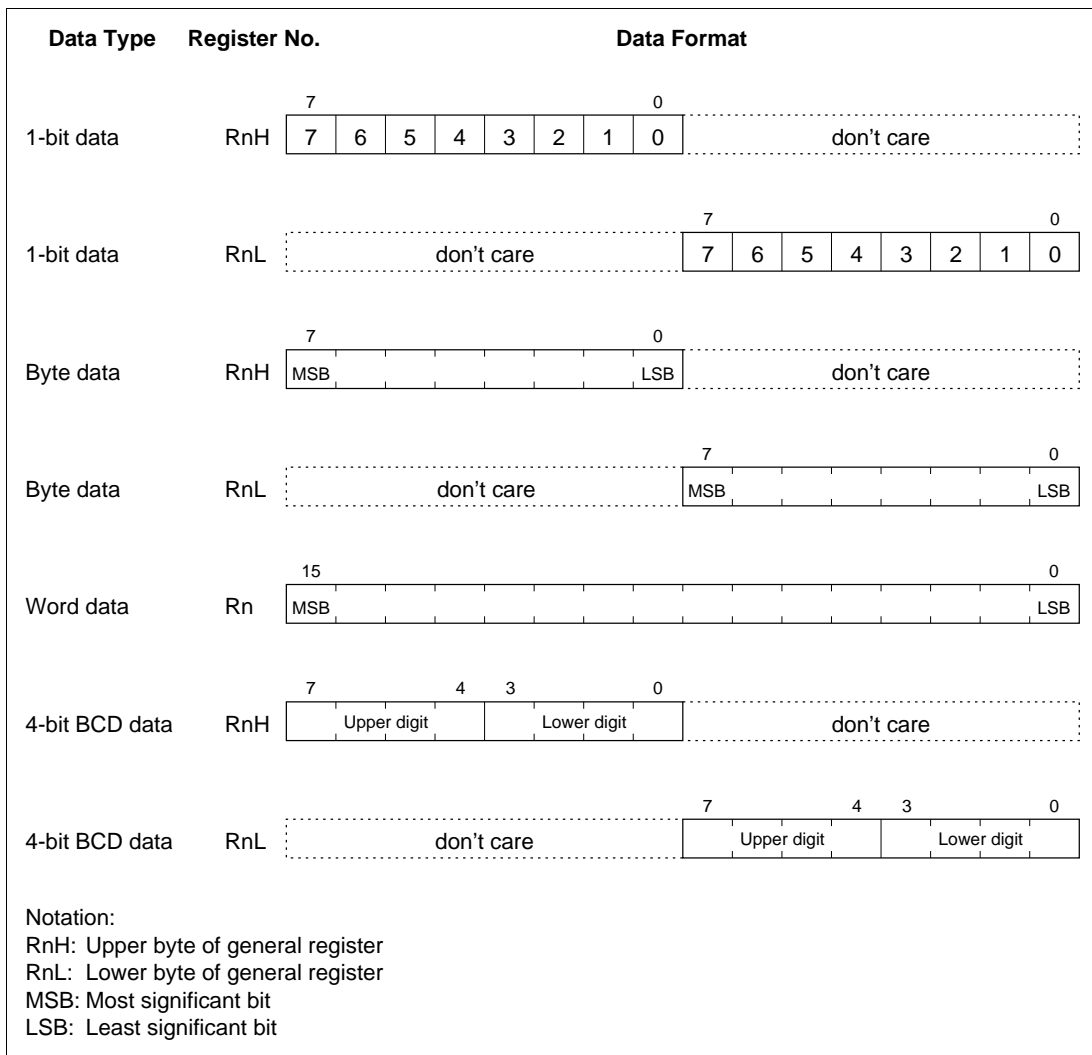 Data Type Register No. Data Format
7 0
1-bit data RnH 7 6 5 4 3 2 1 0 don't care
7 0
1-bit data RnL don't care 7 6 5 4 3 2 1 0
7 0
Byte data RnH MSB LSB don't care
7 0
Byte data RnL don't care MSB LSB
15 0
Word data Rn MSB LSB
7 4 3 0
4-bit BCD data RnH Upper digit Lower digit don't care
7 4 3 0
4-bit BCD data RnL don't care Upper digit Lower digit
Notation:
RnH: Upper byte of general register
RnL: Lower byte of general register
MSB: Most significant bit
LSB: Least significant bit